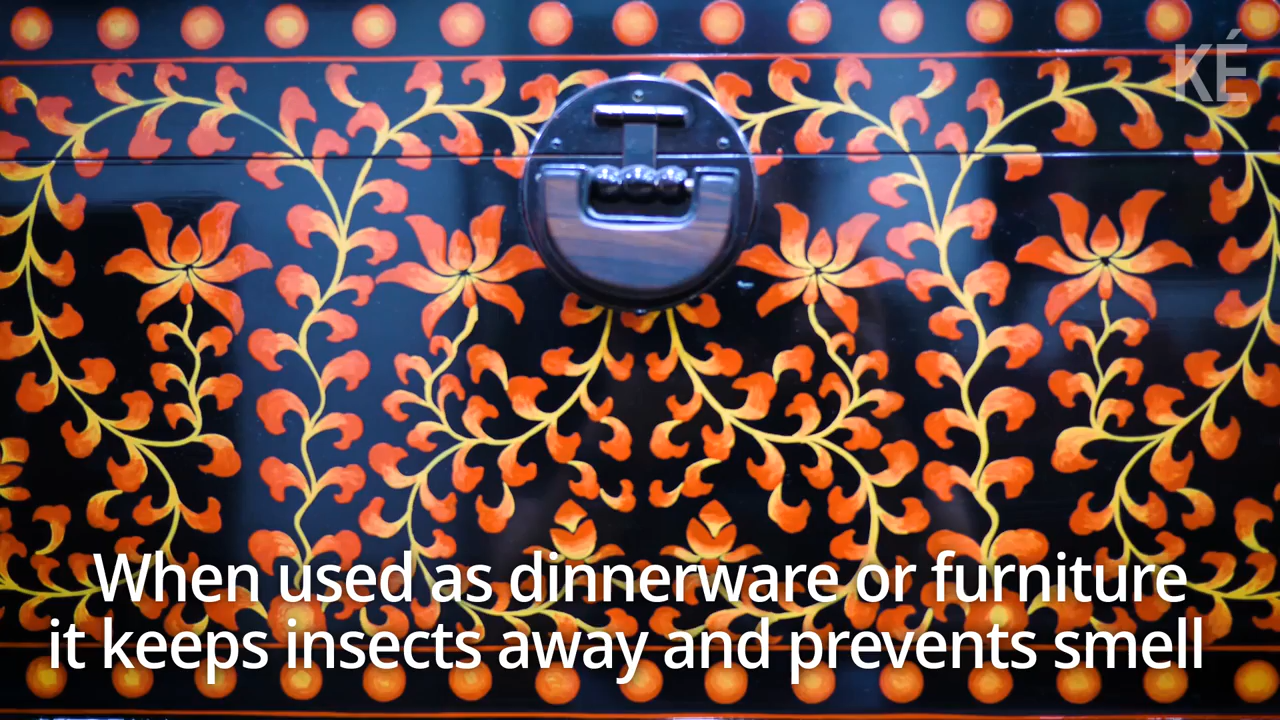 KÉ
When used as dinnerware or furniture
it keeps insects away and prevents smell